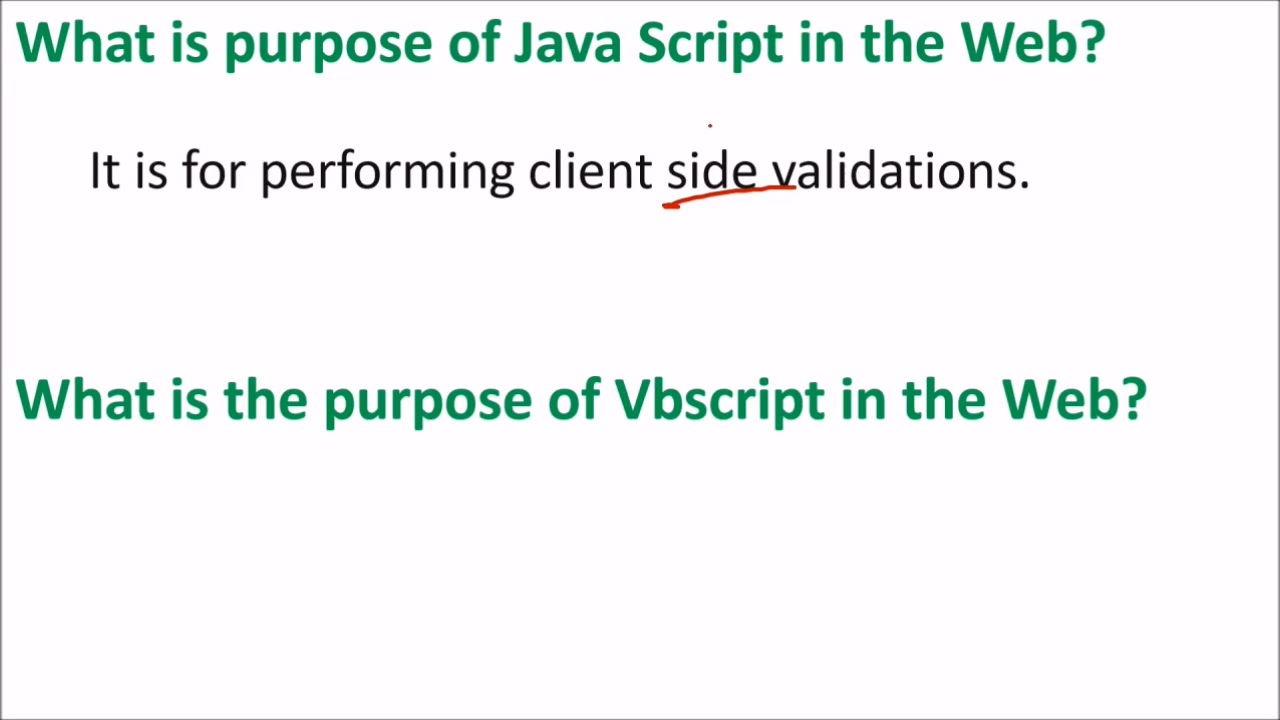 What is purpose of Java Script in the Web?
It is for performing client side validations.
What is the purpose of Vbscript in the Web?